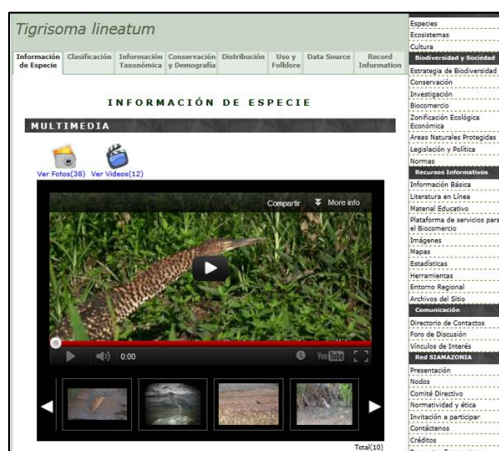 Tigrisoma lineatum
Información de Especie
Clasificación
Información Taxonómica
Conservación y Demografía
Distribución
Uso y Folklore
Data Source
Record Information
INFORMACIÓN DE ESPECIE
MULTIMEDIA
Ver Fotos(38) Ver Videos(12)
Compartir More info
0:00
YouTube
Total(10)
Especies
Ecosistemas
Cultura
Biodiversidad y Sociedad
Estrategia de Biodiversidad
Conservación
Investigación
Biocomercio
Zonificación Ecológica
Económica
Areas Naturales Protegidas
Legislación y Política
Normas
Recursos Informativos
Información Básica
Literatura en Línea
Material Educativo
Plataforma de servicios para
el Biocomercio
Imágenes
Mapas
Estadísticas
Herramientas
Entorno Regional
Archivos del Sitio
Comunicación
Directorio de Contactos
Foro de Discusión
Vínculos de Interés
Red SIAMAZONIA
Presentación
Nodos
Comité Directivo
Normatividad y ética
Invitación a participar
Contáctenos
Créditos